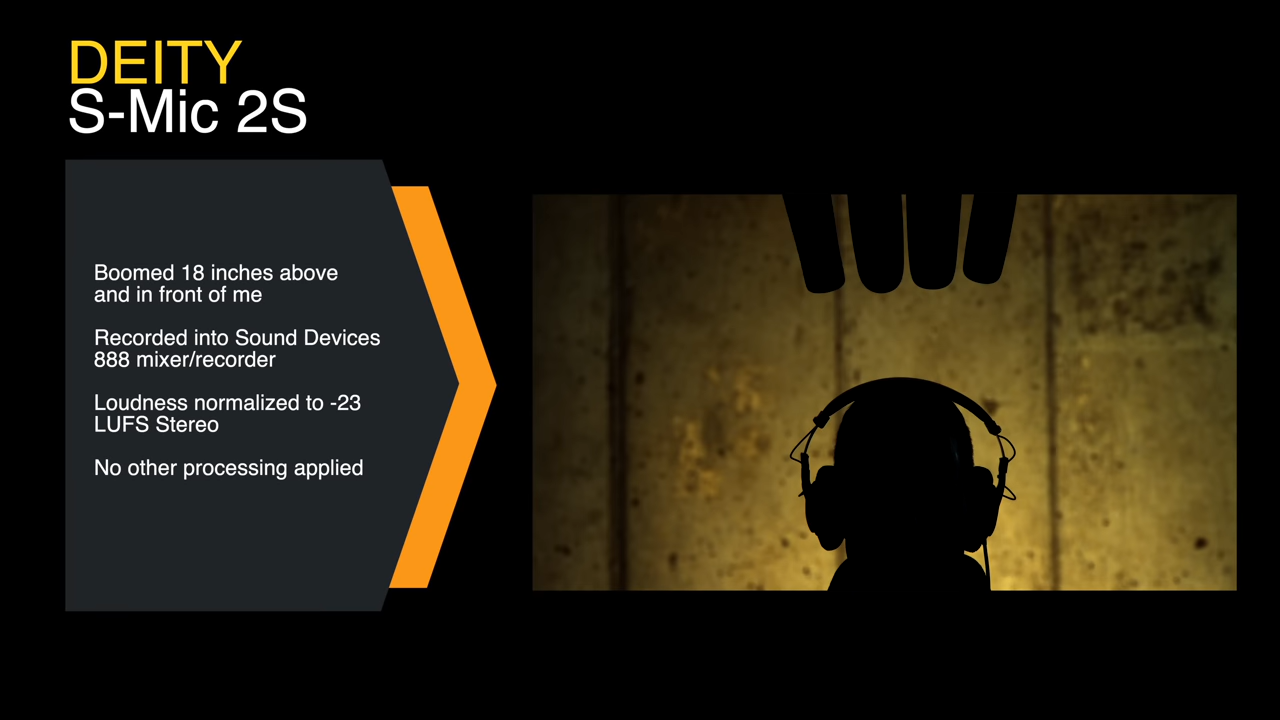 DEITY
S-Mic 2S
Boomed 18 inches above
and in front of me
Recorded into Sound Devices
888 mixer/recorder
Loudness normalized to -23
LUFS Stereo
No other processing applied